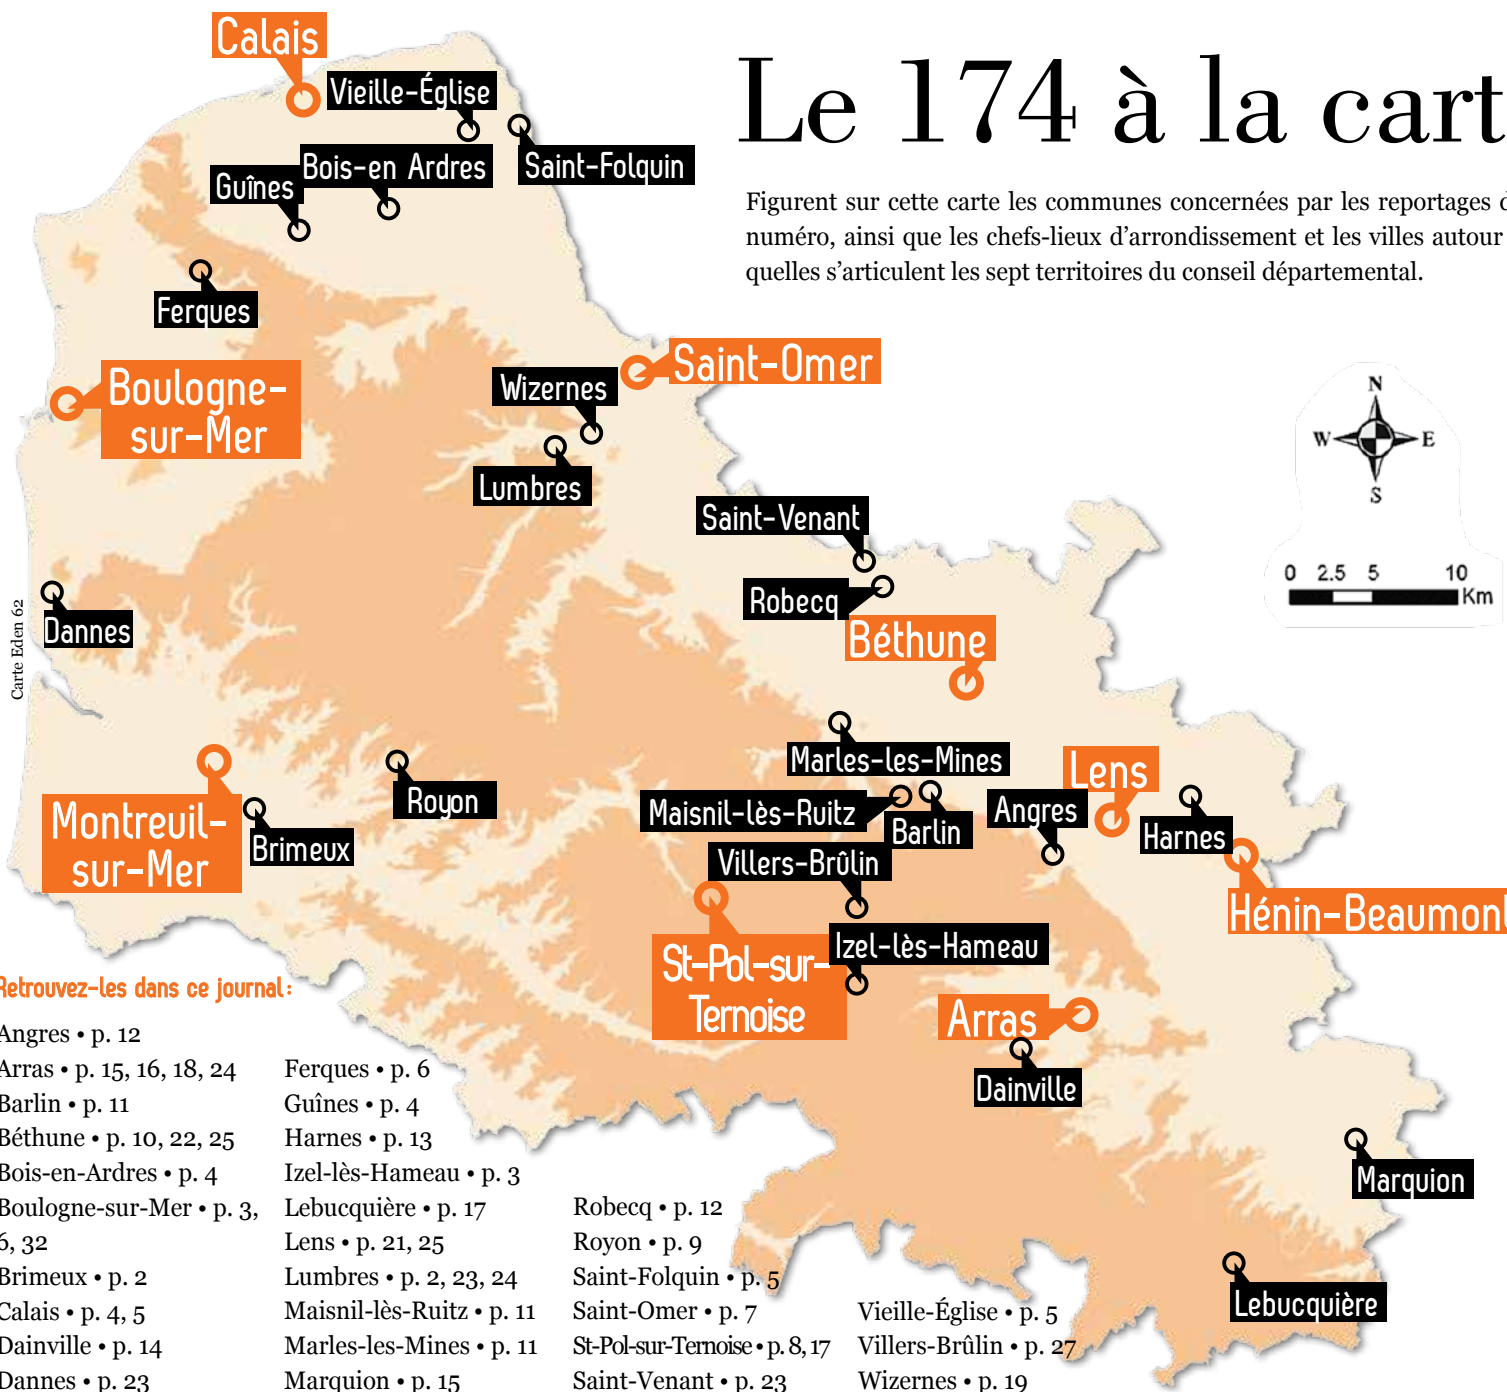 Le 174 à la cart
Figurent sur cette carte les communes concernées par les reportages d
numéro, ainsi que les chefs-lieux d'arrondissement et les villes autour
quelles s'articulent les sept territoires du conseil départemental.
Calais
Vieille-Église
Saint-Folquin
Bois-en Ardres
Guînes
Ferques
Saint-Omer
Boulogne-
sur-Mer
Wizernes
Lumbres
N
W E
S
Saint-Venant
0 2.5 5 10
Km
Robecq
Béthune
Dannes
Carte Eden 62
Marles-les-Mines
Lens
Royon
Maisnil-lès-Ruitz
Barlin
Angres
Harnes
Montreuil-
sur-Mer
Brimeux
Villers-Brûlin
Hénin-Beaumont
St-Pol-sur-
Ternoise
Izel-lès-Hameau
Arras
Dainville
Marquion
Lebucquière
Retrouvez-les dans ce journal :
Angres • p. 12
Arras • p. 15, 16, 18, 24
Barlin • p. 11
Béthune • p. 10, 22, 25
Bois-en-Ardres • p. 4
Boulogne-sur-Mer • p. 3,
6, 32
Brimeux • p. 2
Calais • p. 4, 5
Dainville • p. 14
Dannes • p. 23
Ferques • p. 6
Guînes • p. 4
Harnes • p. 13
Izel-lès-Hameau • p. 3
Lebucquière • p. 17
Lens • p. 21, 25
Lumbres • p. 2, 23, 24
Maisnil-lès-Ruitz • p. 11
Marles-les-Mines • p. 11
Marquion • p. 15
Robecq • p. 12
Royon • p. 9
Saint-Folquin • p. 5
Saint-Omer • p. 7
St-Pol-sur-Ternoise • p. 8, 17
Saint-Venant • p. 23
Vieille-Église • p. 5
Villers-Brûlin • p. 27
Wizernes • p. 19